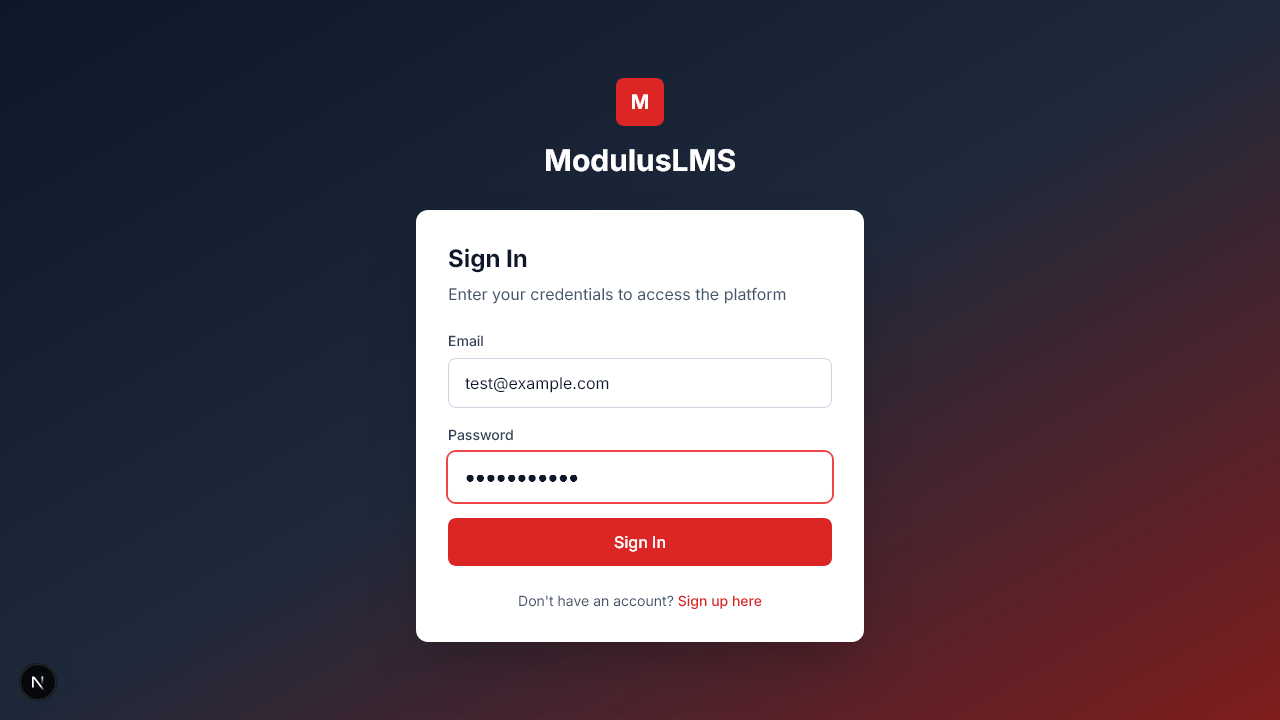 M
ModulusLMS
Sign In
Enter your credentials to access the platform
Email
test@example.com
Password
●●●●●●●●●●●
Sign In
Don't have an account? Sign up here
N